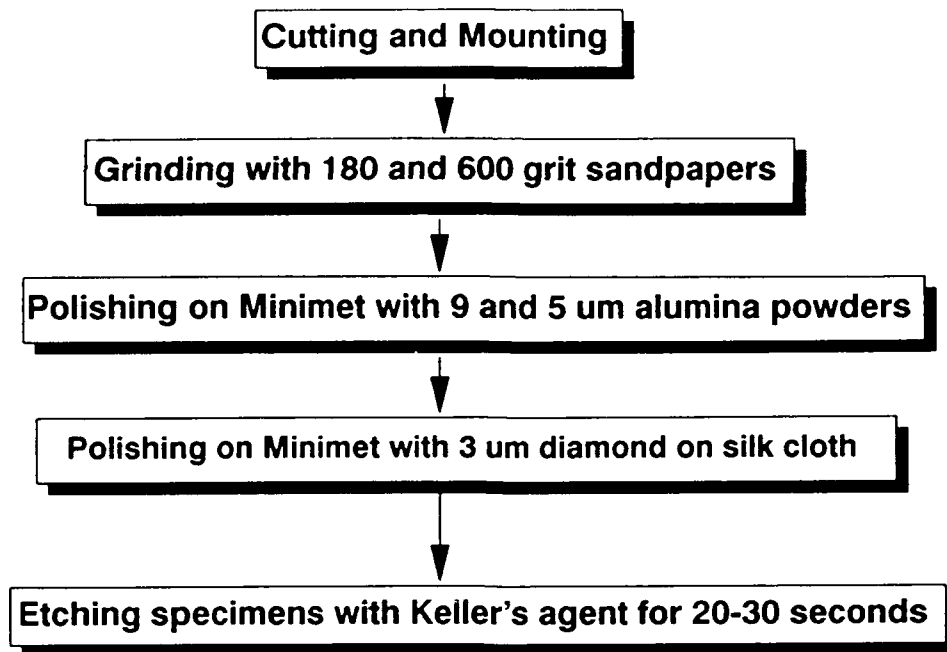 Cutting and Mounting
Grinding with 180 and 600 grit sandpapers
Polishing on Minimet with 9 and 5 um alumina powders
Polishing on Minimet with 3 um diamond on silk cloth
Etching specimens with Keller's agent for 20-30 seconds